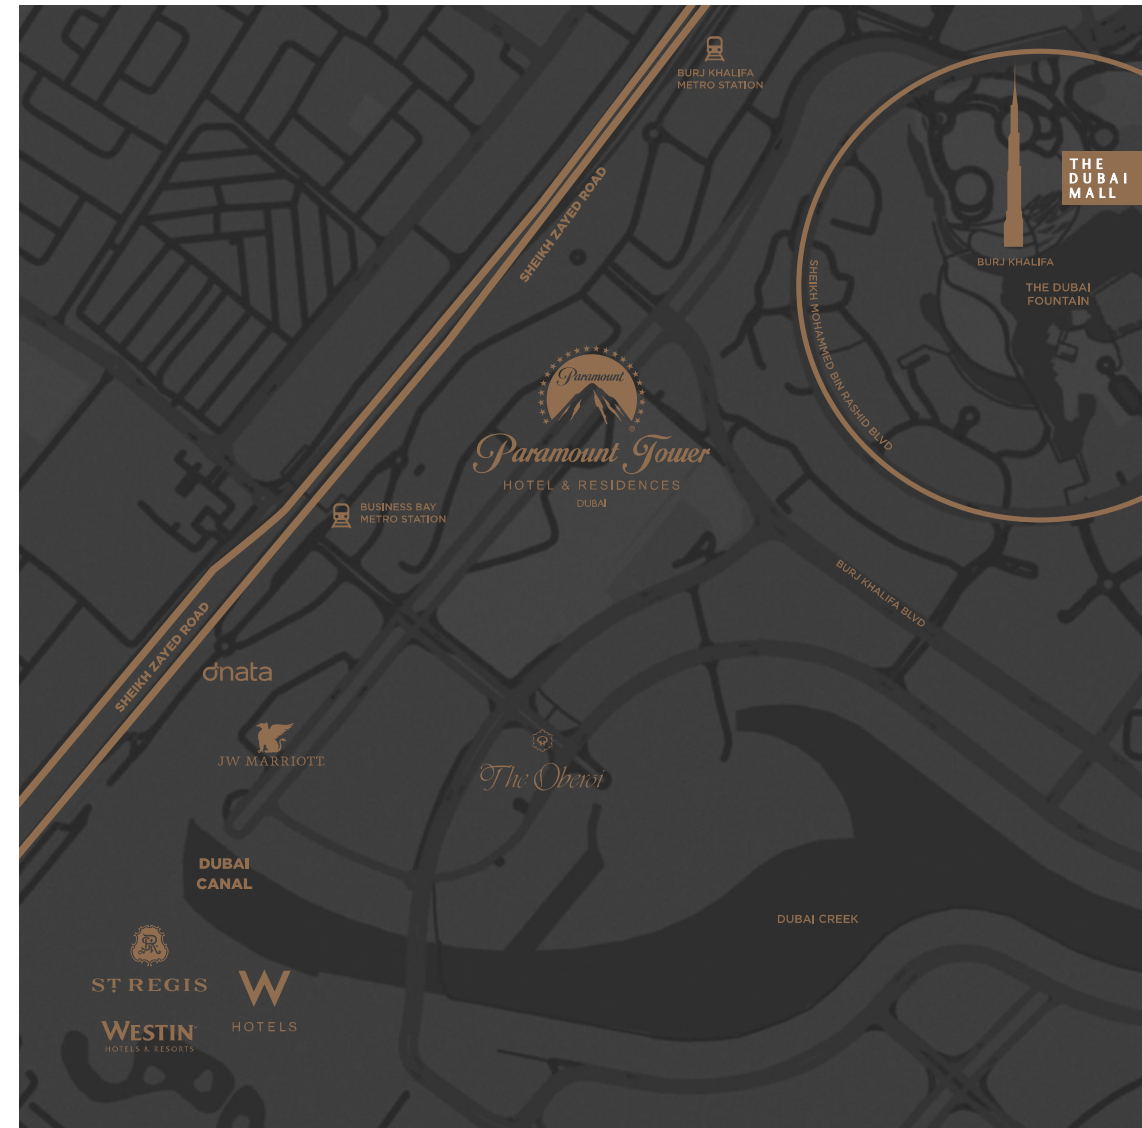 BURJ KHALIFA
METRO STATION
THE
DUBAI
MALL
SHEIKH ZAYED ROAD
BURJ KHALIFA
THE DUBAI
FOUNTAIN
SHEIKH MOHAMMED BIN RASHID BLVD
Paramount
®
Paramount Tower
HOTEL & RESIDENCES
DUBAI
BUSINESS BAY
METRO STATION
BURJ KHALIFA BLVD
SHEIKH ZAYED ROAD
dnata
JW MARRIOTT
The Oberoi
DUBAI
CANAL
DUBAI CREEK
ST REGIS
W
HOTELS
WESTIN
HOTELS & RESORTS